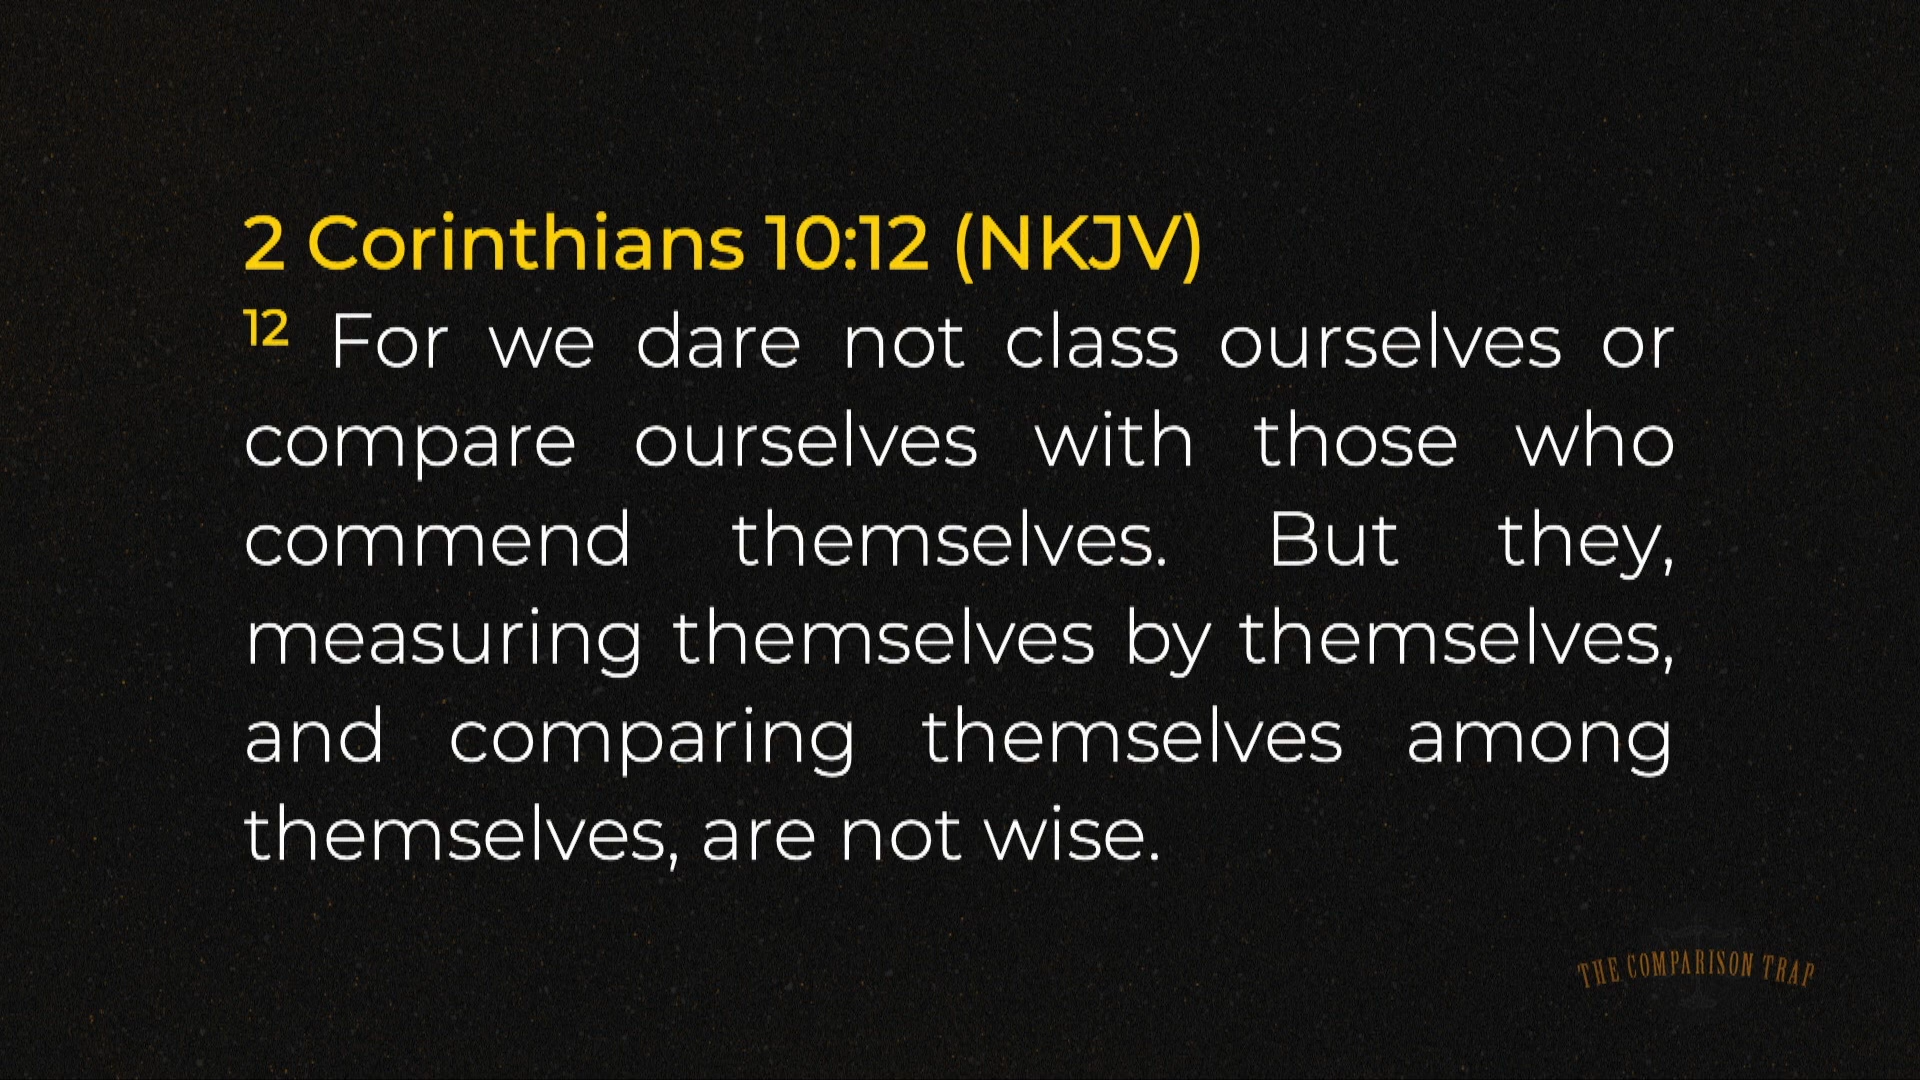 2 Corinthians 10:12 (NKJV)
12 For we dare not class ourselves or
compare ourselves with those who
commend themselves. But they,
measuring themselves by themselves,
and comparing themselves among
themselves, are not wise.
THE COMPARISON TRAP